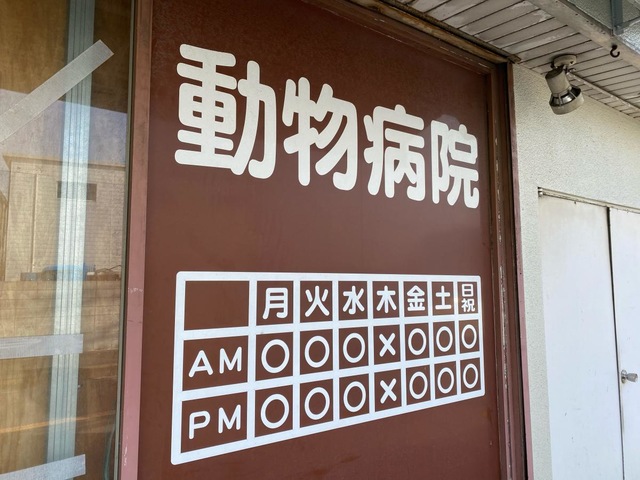 動物病院
月 火 水 木 金 土 日祝
AM ○ ○ ○ × ○ ○ ○
PM ○ ○ ○ × ○ ○ ○